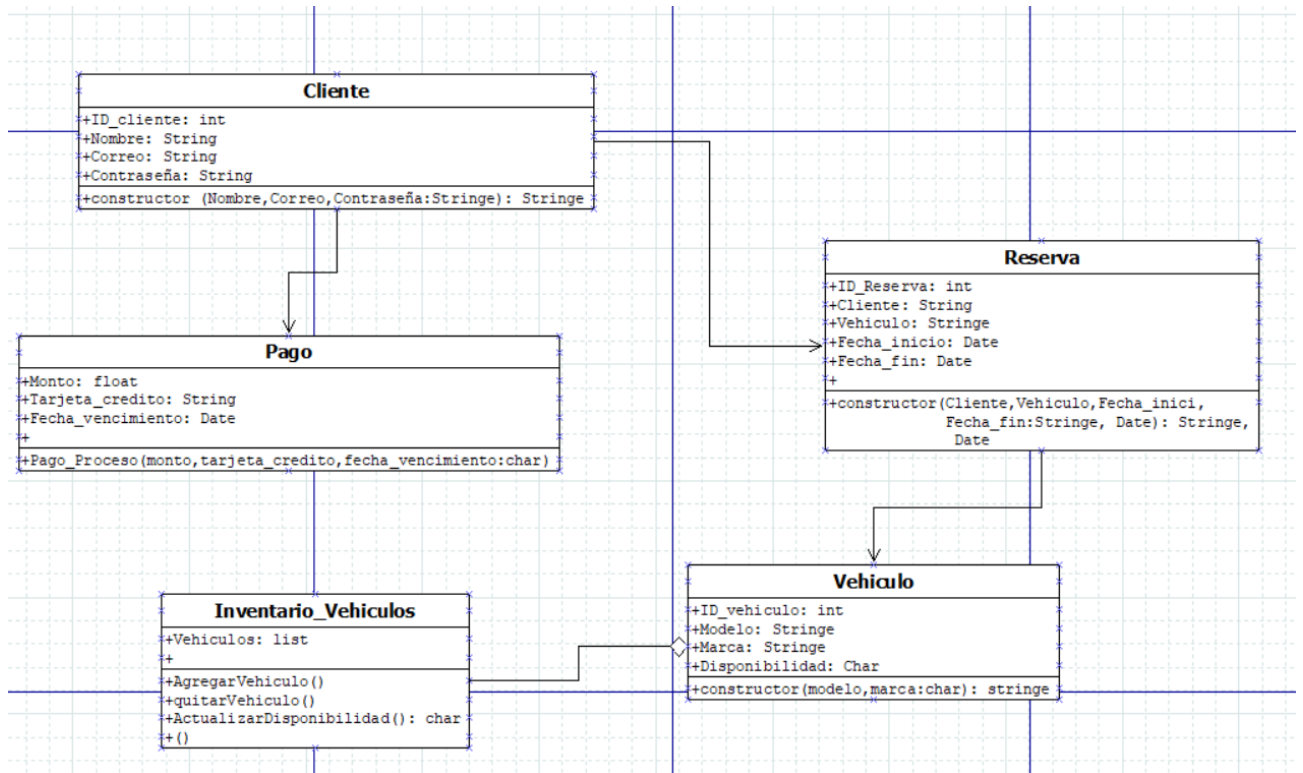 Cliente
+ID_cliente: int
+Nombre: String
+Correo: String
+Contraseña: String
+constructor (Nombre,Correo,Contraseña:Stringe): Stringe
Reserva
+ID_Reserva: int
+Cliente: String
+Vehiculo: Stringe
+Fecha_inicio: Date
+Fecha_fin: Date
+
+constructor(Cliente,Vehiculo,Fecha_inici,
Fecha_fin:Stringe, Date): Stringe,
Date
Pago
+Monto: float
+Tarjeta_credito: String
+Fecha_vencimiento: Date
+
+Pago_Proceso(monto,tarjeta_credito,fecha_vencimiento:char)
Vehiculo
+ID_vehiculo: int
+Modelo: Stringe
+Marca: Stringe
+Disponibilidad: Char
+constructor(modelo,marca:char): stringe
Inventario_Vehiculos
+Vehiculos: list
+
+AgregarVehiculo()
+quitarVehiculo()
+ActualizarDisponibilidad(): char
+()